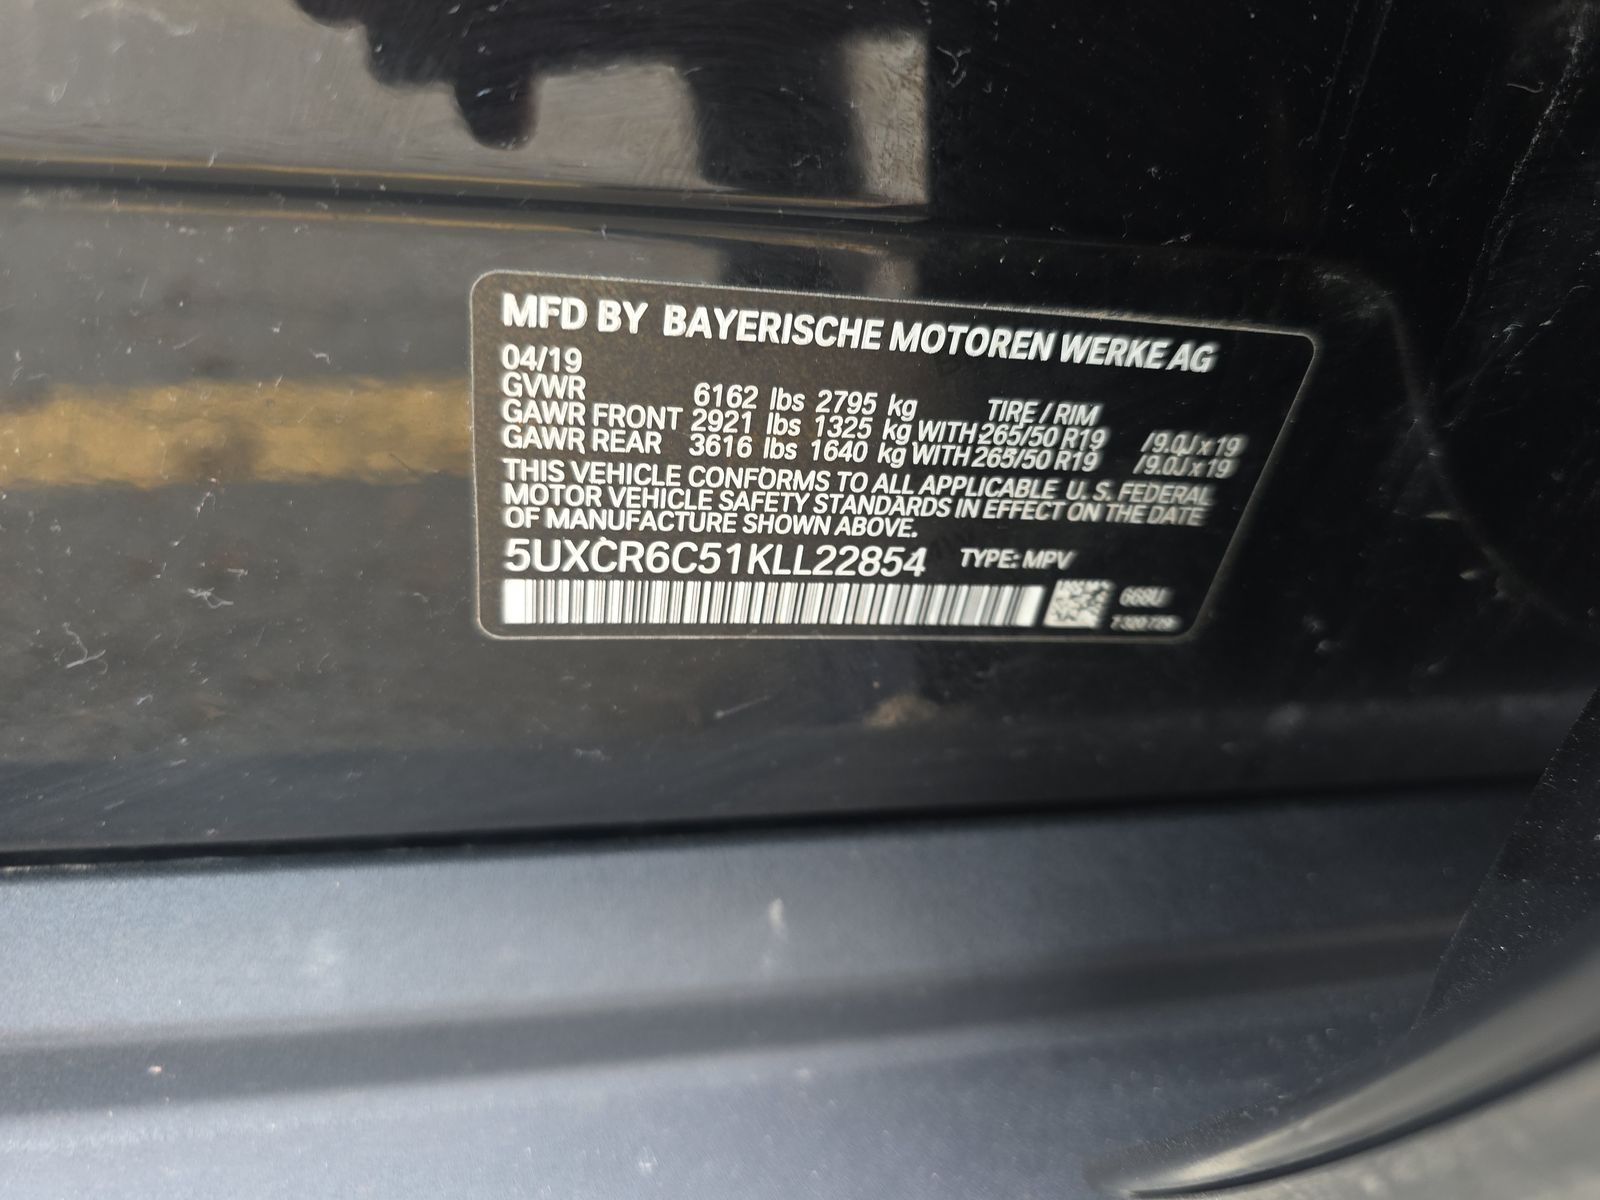 MFD BY BAYERISCHE MOTOREN WERKE AG
04/19
GVWR 6162 lbs 2795 kg TIRE / RIM
GAWR FRONT 2921 lbs 1325 kg WITH 265/50 R19 /9.0J x 19
GAWR REAR 3616 lbs 1640 kg WITH 265/50 R19 /9.0J x 19
THIS VEHICLE CONFORMS TO ALL APPLICABLE U. S. FEDERAL
MOTOR VEHICLE SAFETY STANDARDS IN EFFECT ON THE DATE
OF MANUFACTURE SHOWN ABOVE.
5UXCR6C51KLL22854 TYPE: MPV